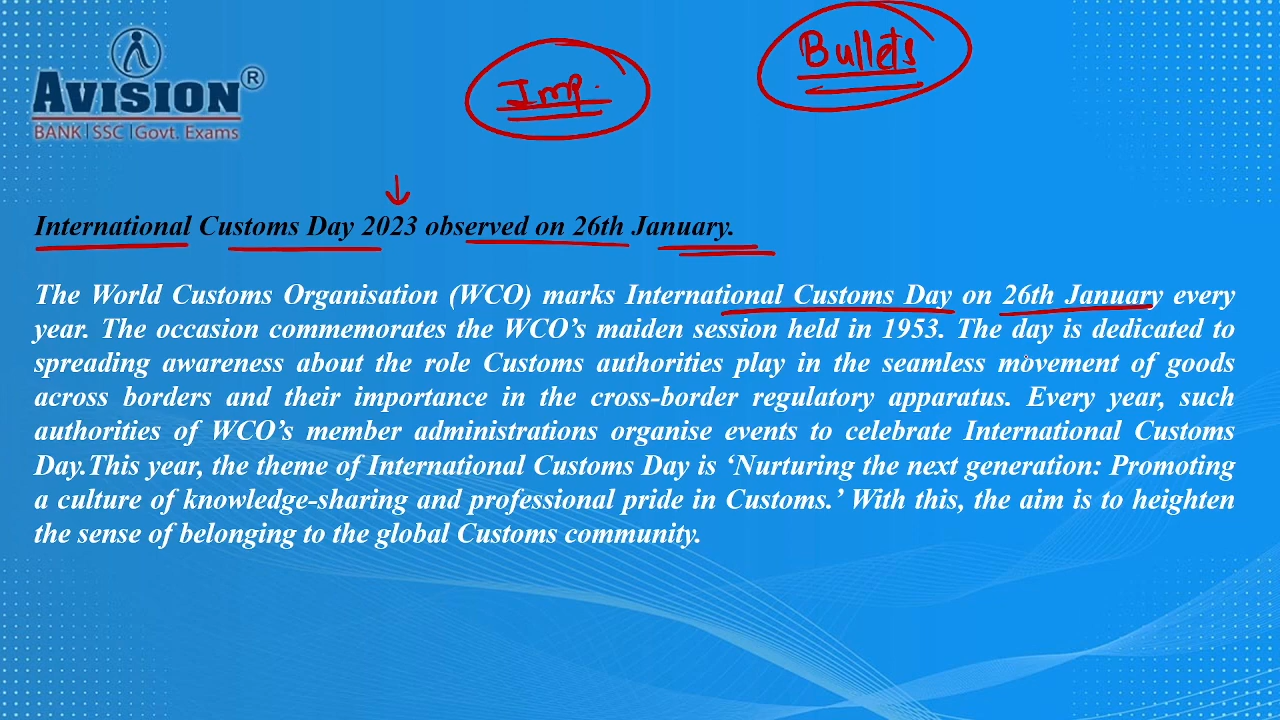 Bullets
Imp.
AVISION®
BANK|SSC|Govt. Exams
International Customs Day 2023 observed on 26th January.
The World Customs Organisation (WCO) marks International Customs Day on 26th January every
year. The occasion commemorates the WCO’s maiden session held in 1953. The day is dedicated to
spreading awareness about the role Customs authorities play in the seamless movement of goods
across borders and their importance in the cross-border regulatory apparatus. Every year, such
authorities of WCO’s member administrations organise events to celebrate International Customs
Day.This year, the theme of International Customs Day is ‘Nurturing the next generation: Promoting
a culture of knowledge-sharing and professional pride in Customs.’ With this, the aim is to heighten
the sense of belonging to the global Customs community.